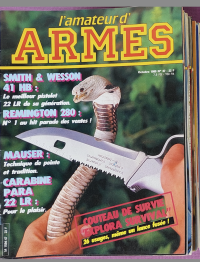 l'amateur d'
ARMES
SMITH & WESSON
41 HB :
Le meilleur pistolet
22 LR de sa génération.
REMINGTON 280 :
N° 1 au hit parade des ventes !
MAUSER :
Technique de pointe
et tradition.
CARABINE
PARA
22 LR :
Pour le plaisir.
COUTEAU DE SURVIE
EXPLORA SURVIVAL
26 usages, même un lance fusée !